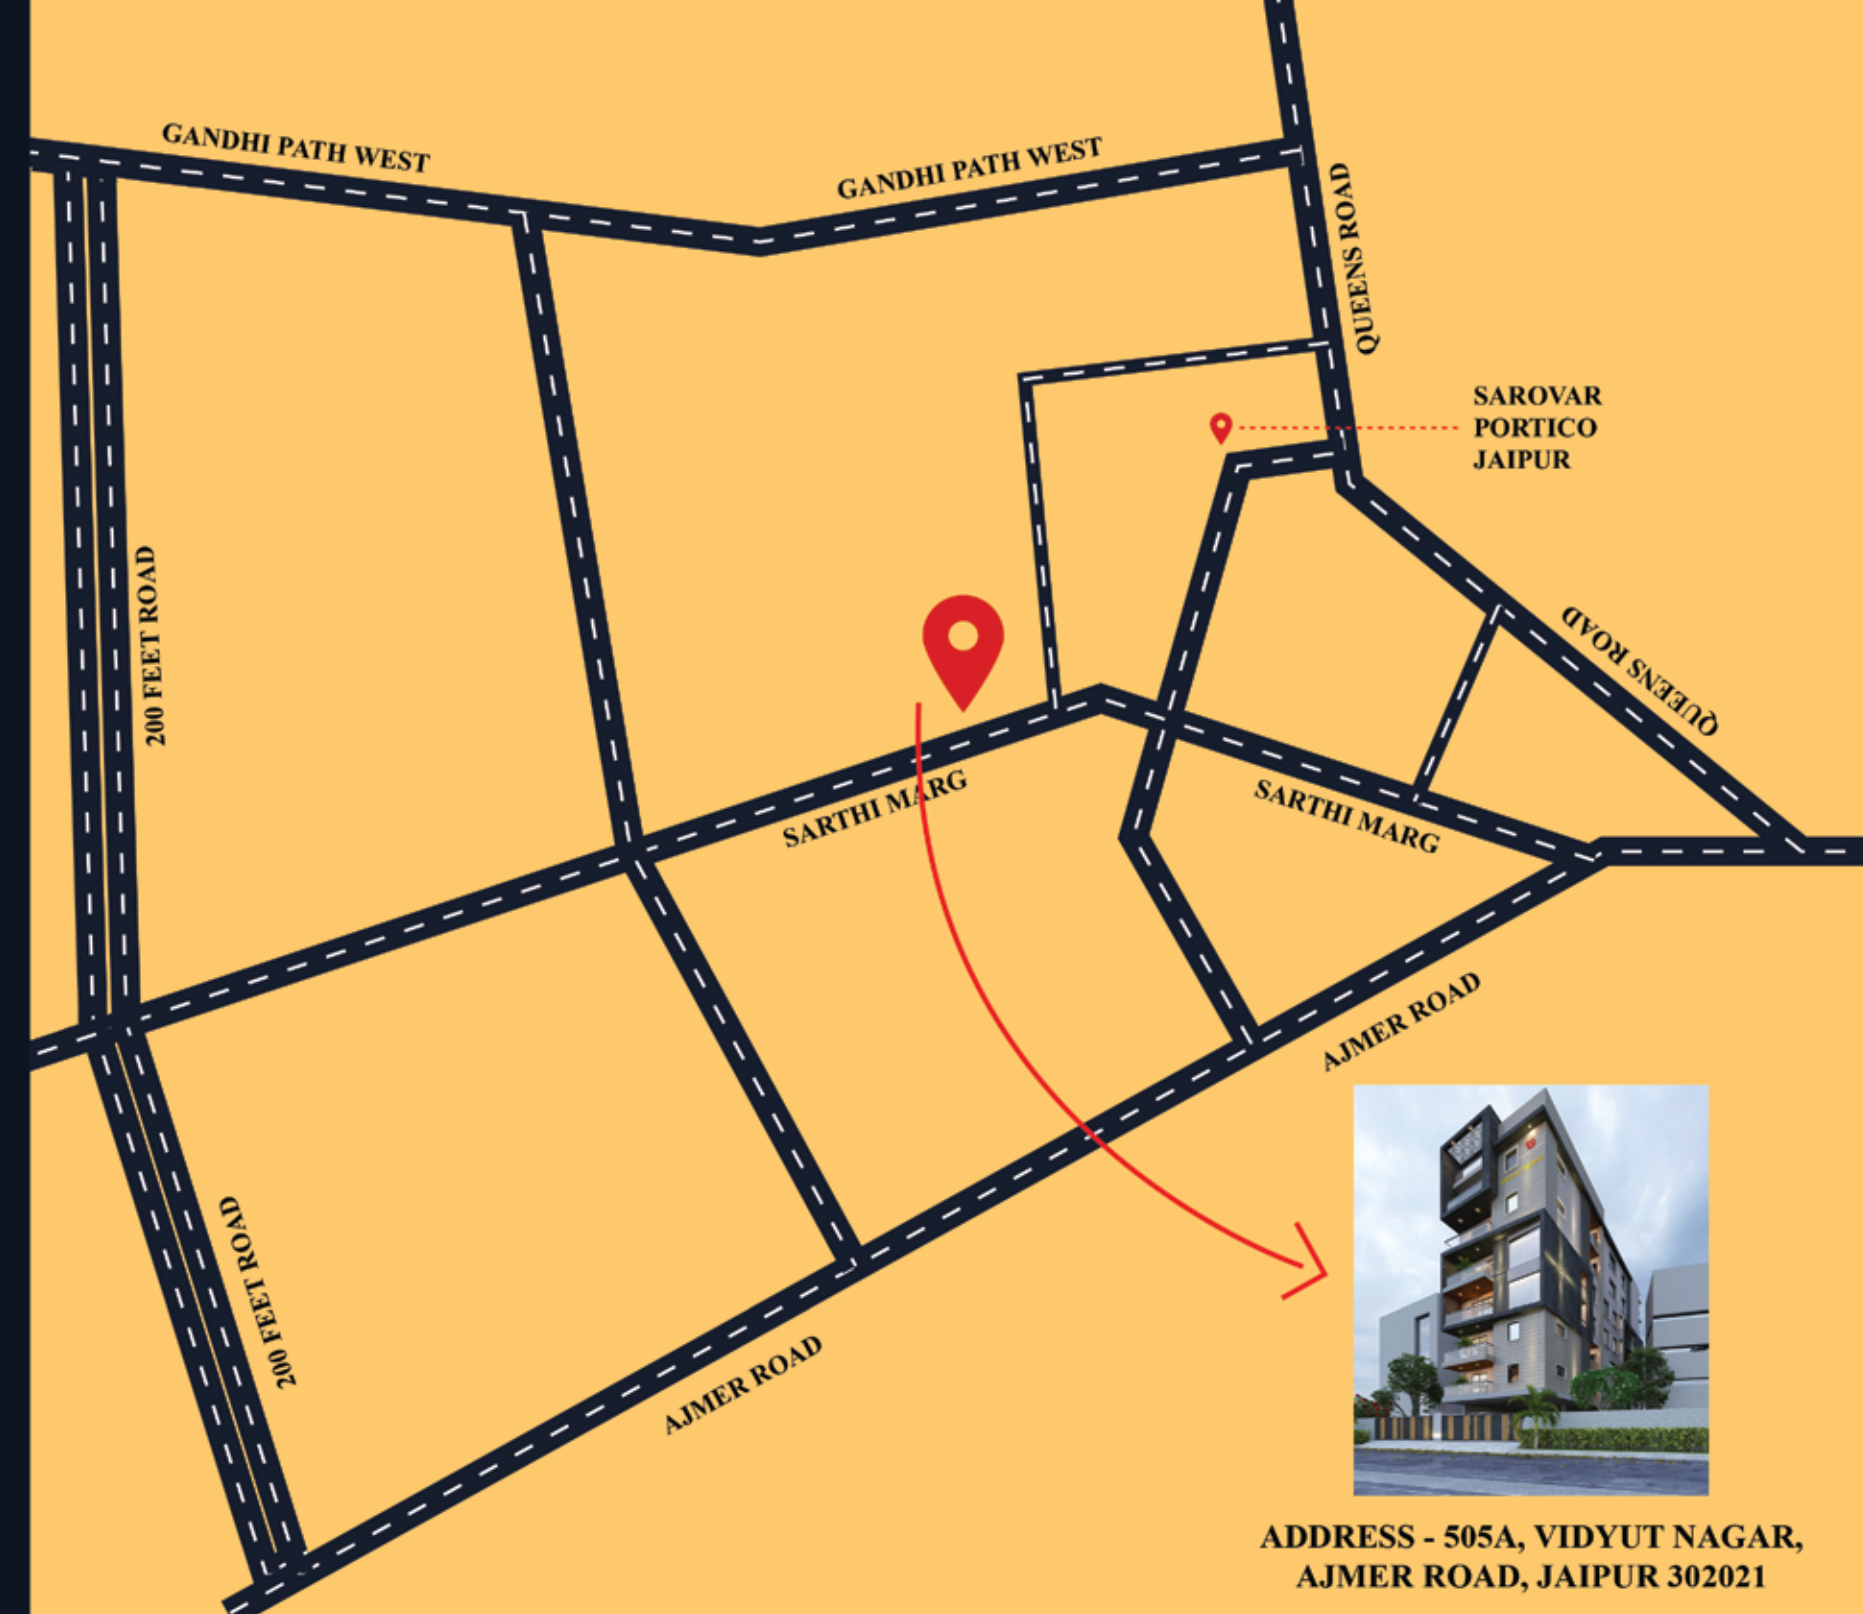 GANDHI PATH WEST
GANDHI PATH WEST
QUEENS ROAD
SAROVAR
PORTICO
JAIPUR
200 FEET ROAD
QUEENS ROAD
SARTHI MARG
SARTHI MARG
AJMER ROAD
200 FEET ROAD
AJMER ROAD
ADDRESS - 505A, VIDYUT NAGAR,
AJMER ROAD, JAIPUR 302021